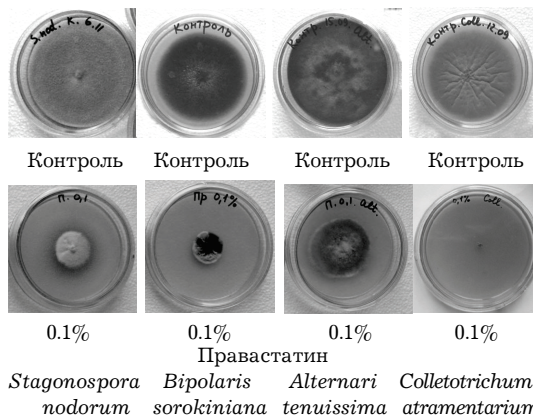 S.nod. К. 6.11
Контроль
Контр. 15.09 Alt.
Контр. Coll. 12.09
Контроль Контроль Контроль Контроль
П. 0,1
Пр 0,1%
П. 0,1 Alt.
0,1% Coll.
0.1% 0.1% 0.1% 0.1%
Правастатин
Stagonospora Bipolaris Alternari Colletotrichum
nodorum sorokiniana tenuissima atramentarium